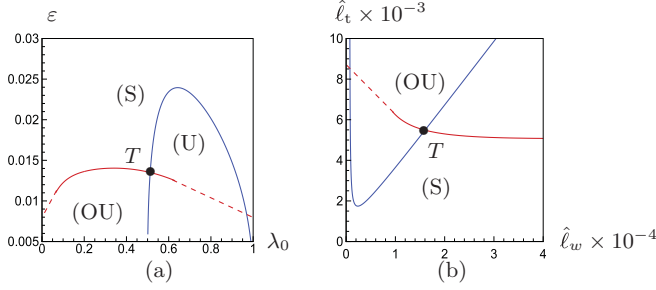 ε
0.03
0.025
0.02
0.015
0.01
0.005
0
0.2
0.4
0.6
0.8
1
λ₀
(S)
(U)
T
(OU)
(a)
ℓ̂ₜ × 10⁻³
10
8
6
4
2
0
0
1
2
3
4
ℓ̂_w × 10⁻⁴
(OU)
T
(S)
(b)